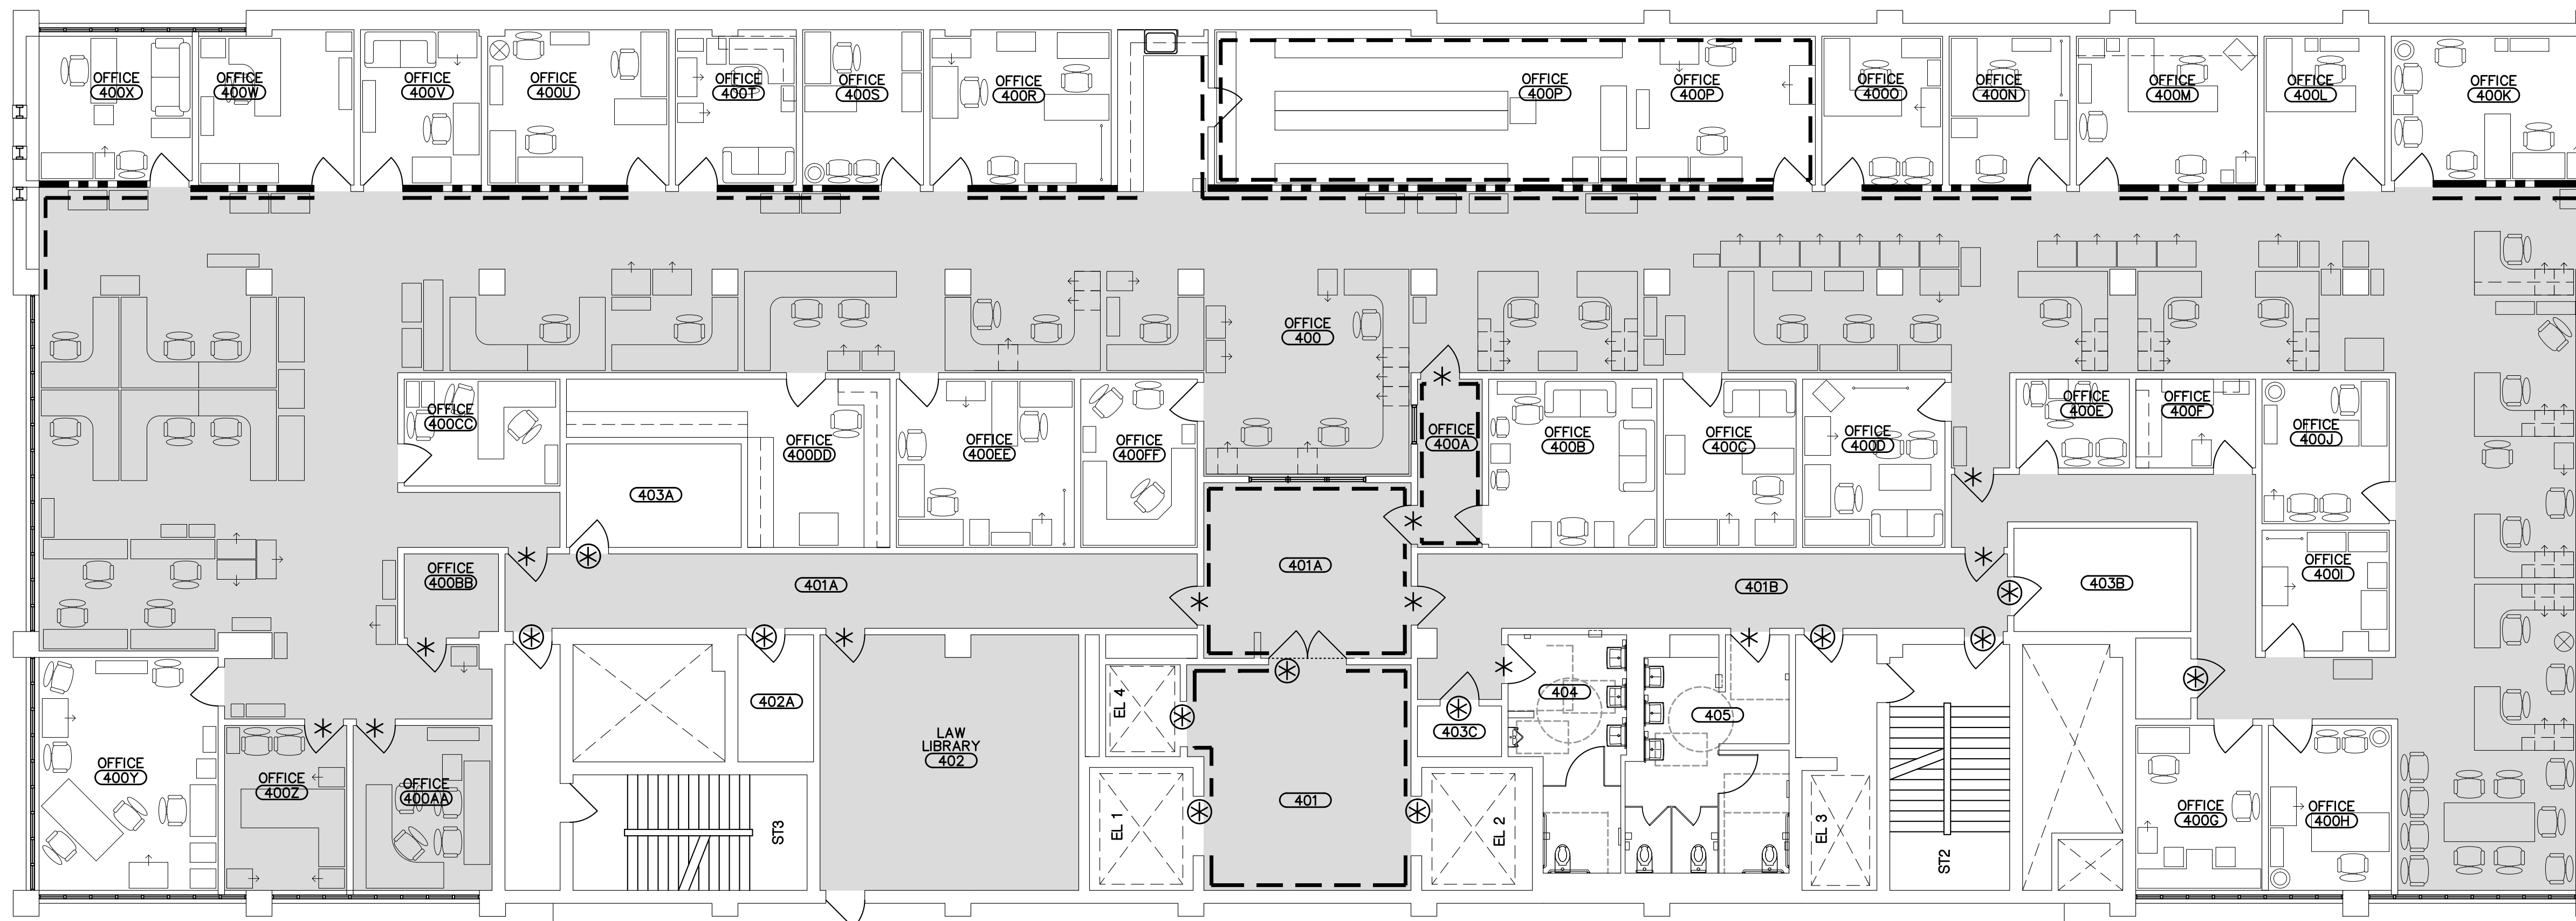 OFFICE
400X
OFFICE
400W
OFFICE
400V
OFFICE
400U
OFFICE
400T
OFFICE
400S
OFFICE
400R
OFFICE
400P
OFFICE
400P
OFFICE
400O
OFFICE
400N
OFFICE
400M
OFFICE
400L
OFFICE
400K
OFFICE
400
OFFICE
400CC
OFFICE
400DD
OFFICE
400EE
OFFICE
400FF
OFFICE
400A
OFFICE
400B
OFFICE
400C
OFFICE
400D
OFFICE
400E
OFFICE
400F
OFFICE
400J
403A
OFFICE
400BB
401A
401A
401B
403B
OFFICE
400I
EL 4
402A
403C
404
405
LAW
LIBRARY
402
OFFICE
400Y
OFFICE
400Z
OFFICE
400AA
ST3
EL 1
401
EL 2
EL 3
ST2
OFFICE
400G
OFFICE
400H